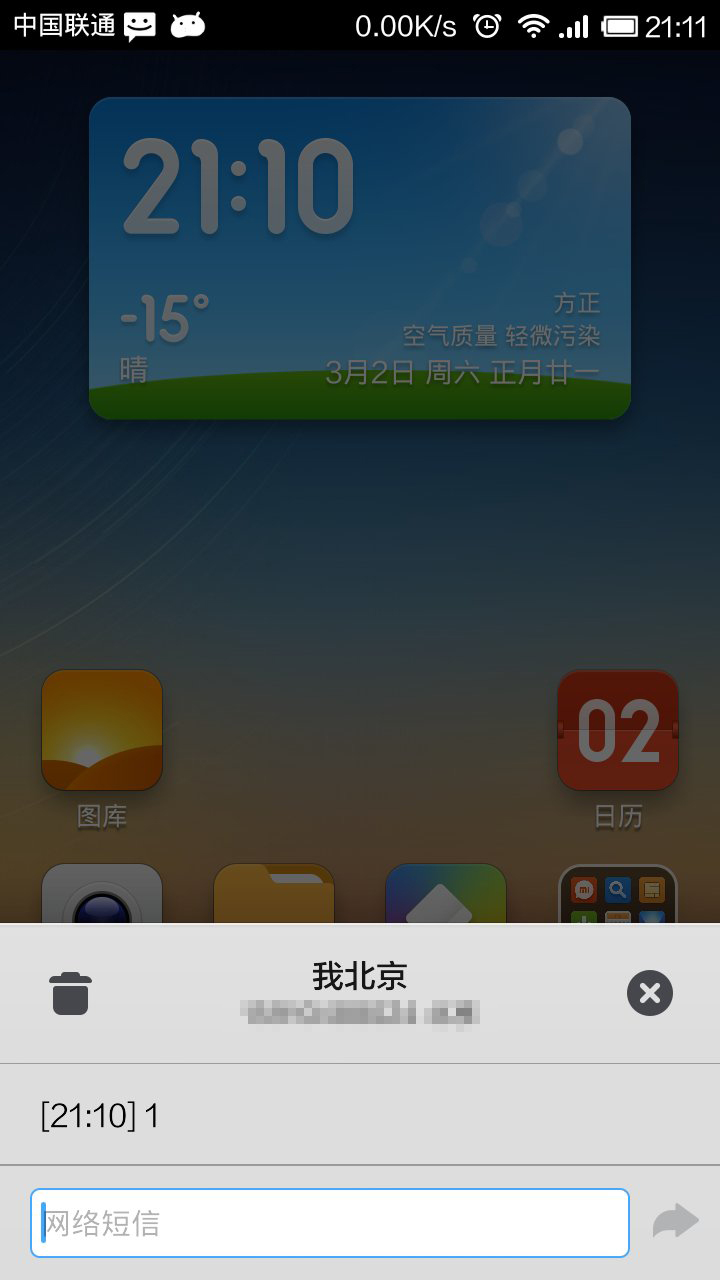 中国联通 0.00K/s 21:11
21:10
-15°
晴
方正
空气质量 轻微污染
3月2日 周六 正月廿一
02
图库
日历
mi
我北京
[21:10] 1
网络短信